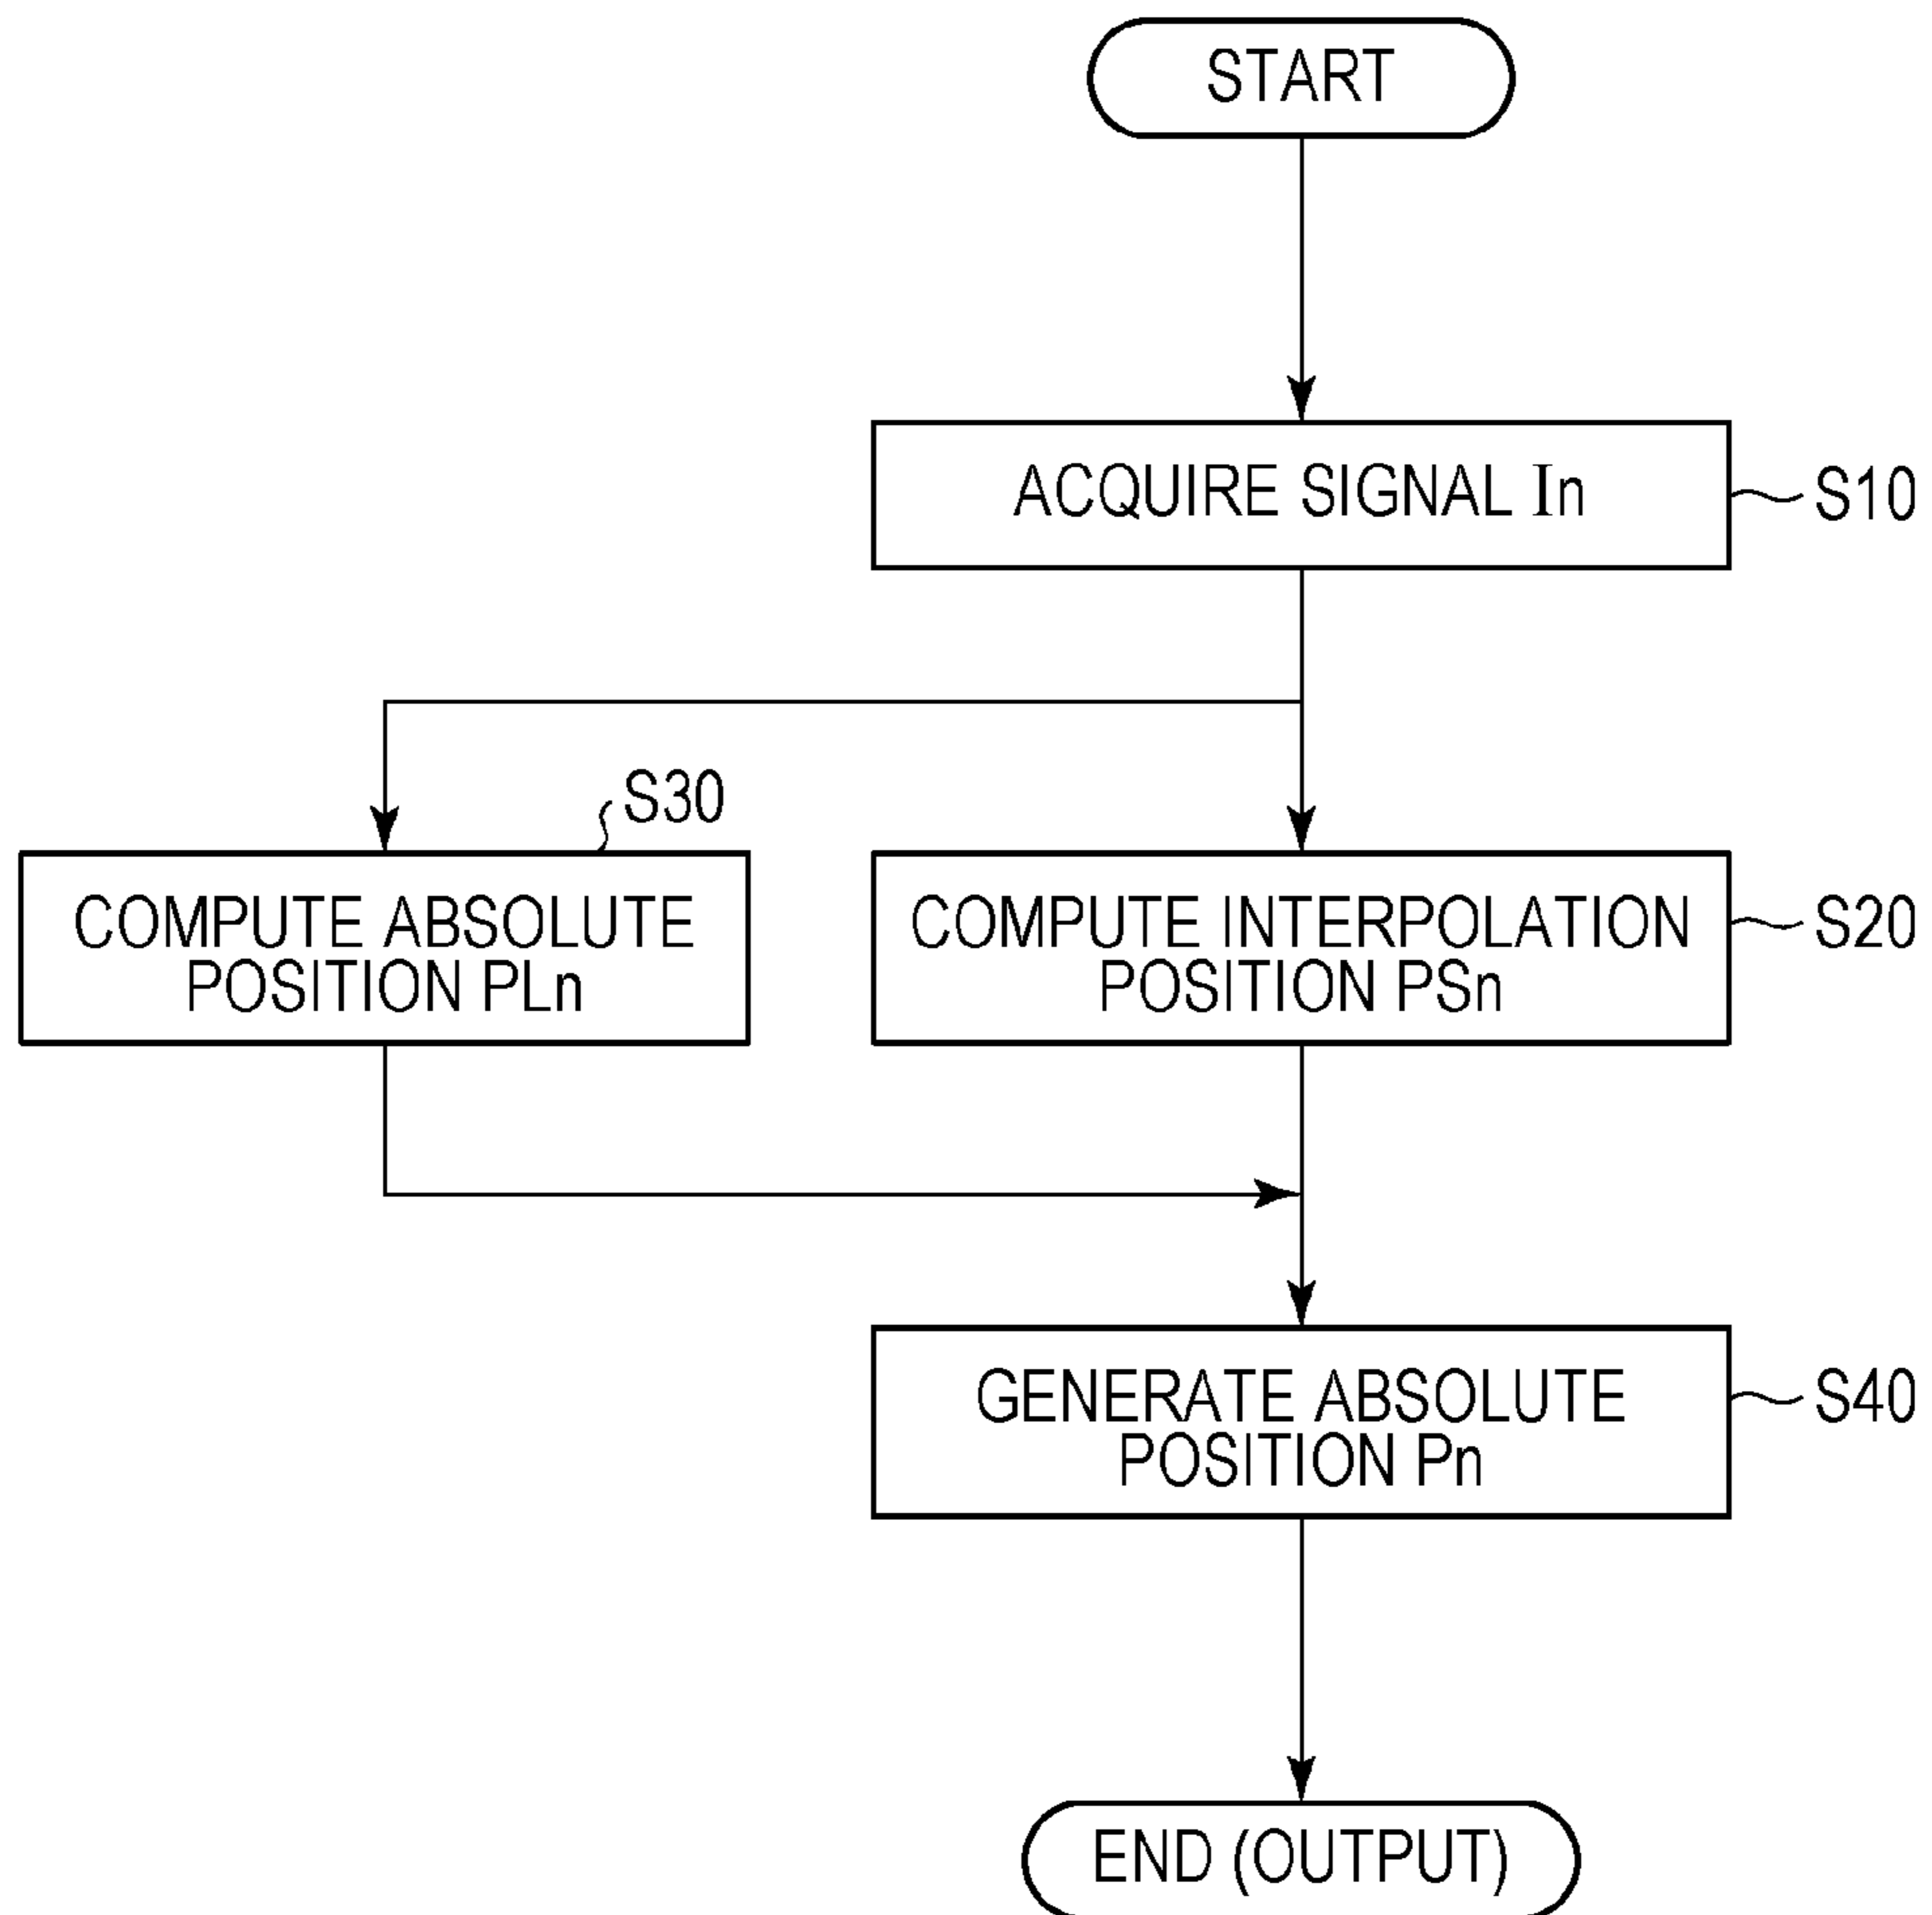 START
ACQUIRE SIGNAL In
S10
S30
COMPUTE ABSOLUTE
POSITION PLn
COMPUTE INTERPOLATION
POSITION PSn
S20
GENERATE ABSOLUTE
POSITION Pn
S40
END (OUTPUT)